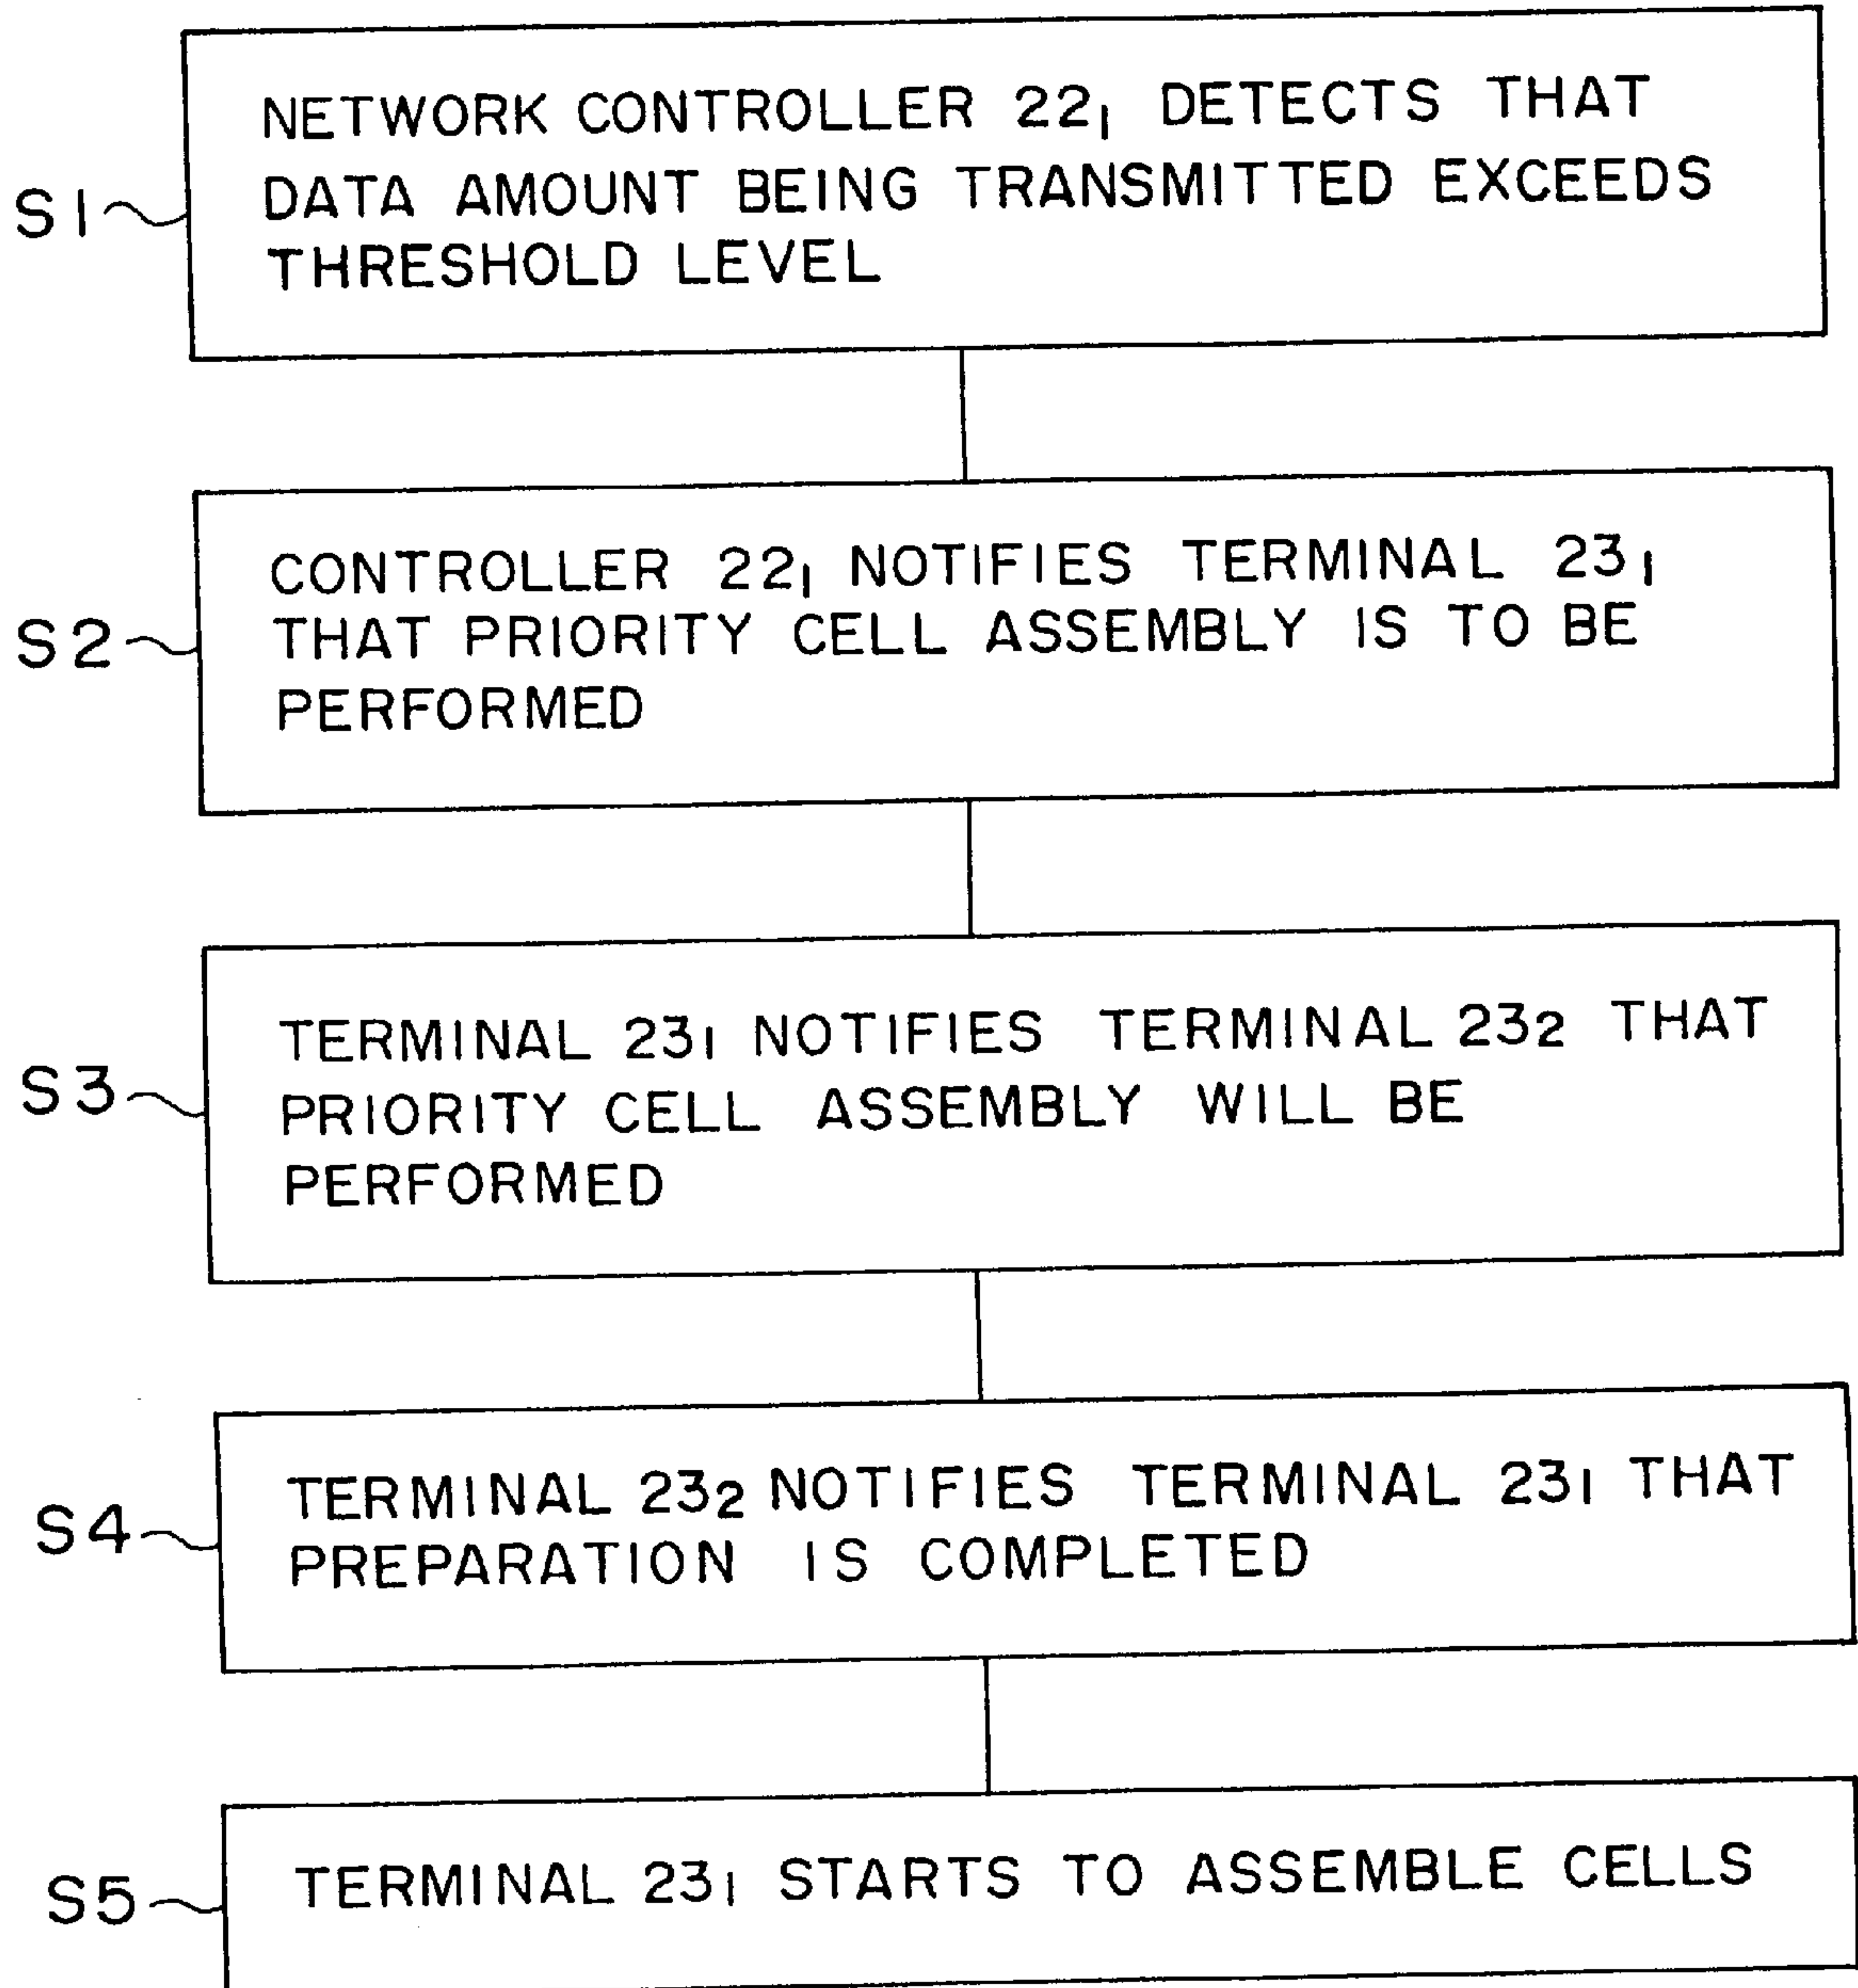 S1
NETWORK CONTROLLER 22₁ DETECTS THAT
DATA AMOUNT BEING TRANSMITTED EXCEEDS
THRESHOLD LEVEL
S2
CONTROLLER 22₁ NOTIFIES TERMINAL 23₁
THAT PRIORITY CELL ASSEMBLY IS TO BE
PERFORMED
S3
TERMINAL 23₁ NOTIFIES TERMINAL 23₂ THAT
PRIORITY CELL ASSEMBLY WILL BE
PERFORMED
S4
TERMINAL 23₂ NOTIFIES TERMINAL 23₁ THAT
PREPARATION IS COMPLETED
S5
TERMINAL 23₁ STARTS TO ASSEMBLE CELLS